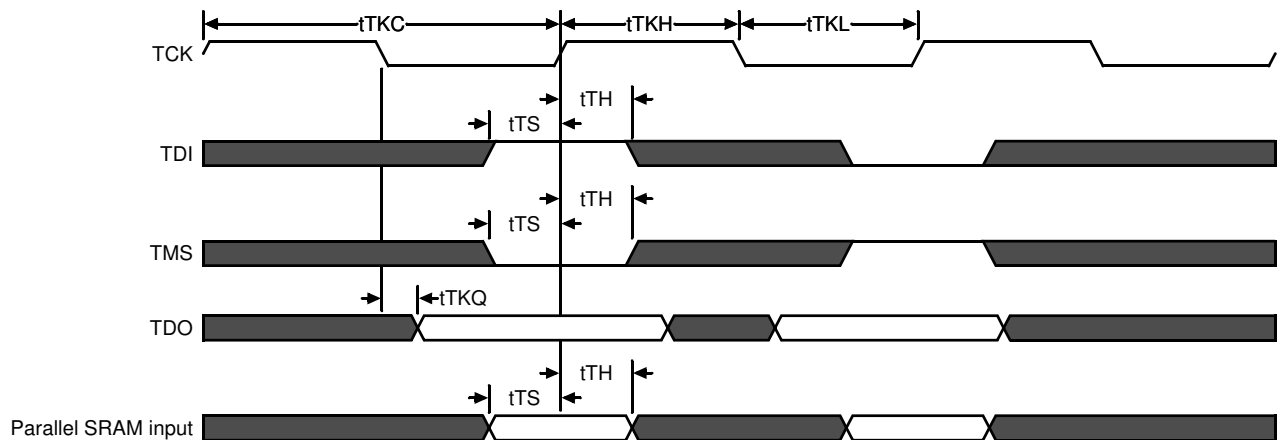 tTKC tTKH tTKL
TCK
tTH
tTS
TDI
tTH
tTS
TMS
tTKQ
TDO
tTH
tTS
Parallel SRAM input